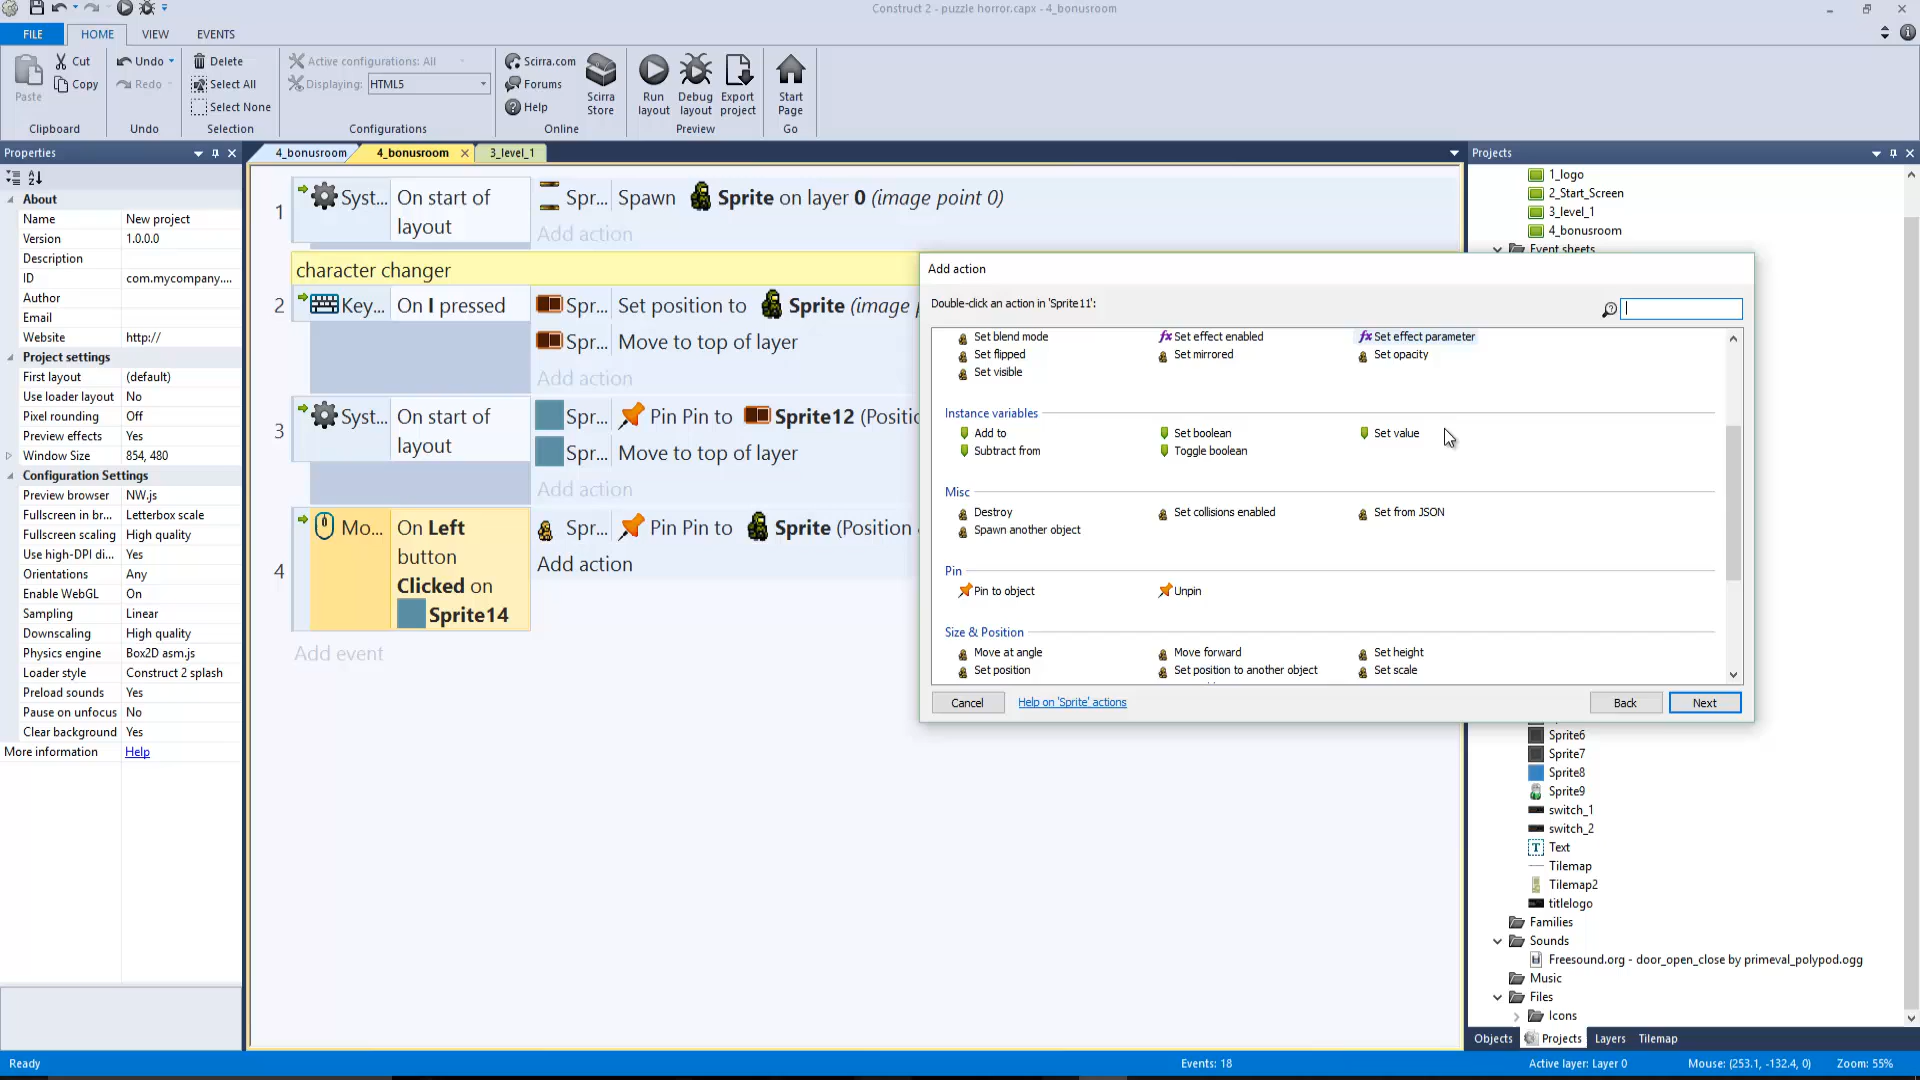 Construct 2 - puzzle horror.capx - 4_bonusroom
FILE HOME VIEW EVENTS
Paste
Cut
Copy
Clipboard
Undo
Redo
Undo
Delete
Select All
Select None
Selection
Active configurations: All
Displaying: HTML5
Configurations
Scirra.com
Forums
Help
Scirra
Store
Online
Run
layout
Debug
layout
Export
project
Preview
Start
Page
Go
Properties
About
Name New project
Version 1.0.0.0
Description
ID com.mycompany....
Author
Email
Website http://
Project settings
First layout (default)
Use loader layout No
Pixel rounding Off
Preview effects Yes
Window Size 854, 480
Configuration Settings
Preview browser NW.js
Fullscreen in br... Letterbox scale
Fullscreen scaling High quality
Use high-DPI di... Yes
Orientations Any
Enable WebGL On
Sampling Linear
Downscaling High quality
Physics engine Box2D asm.js
Loader style Construct 2 splash
Preload sounds Yes
Pause on unfocus No
Clear background Yes
More information Help
4_bonusroom 4_bonusroom 3_level_1
1 Syst... On start of
layout
Spr... Spawn Sprite on layer 0 (image point 0)
Add action
character changer
2 Key... On I pressed
Spr... Set position to Sprite (image
Spr... Move to top of layer
Add action
3 Syst... On start of
layout
Spr... Pin Pin to Sprite12 (Positio
Spr... Move to top of layer
Add action
4 Mo... On Left
button
Clicked on
Sprite14
Spr... Pin Pin to Sprite (Position
Add action
Add event
Add action
Double-click an action in 'Sprite11':
Set blend mode Set effect enabled Set effect parameter
Set flipped Set mirrored Set opacity
Set visible
Instance variables
Add to Set boolean Set value
Subtract from Toggle boolean
Misc
Destroy Set collisions enabled Set from JSON
Spawn another object
Pin
Pin to object Unpin
Size & Position
Move at angle Move forward Set height
Set position Set position to another object Set scale
Cancel Help on 'Sprite' actions Back Next
Projects
1_logo
2_Start_Screen
3_level_1
4_bonusroom
Event sheets
Sprite6
Sprite7
Sprite8
Sprite9
switch_1
switch_2
Text
Tilemap
Tilemap2
titlelogo
Families
Sounds
Freesound.org - door_open_close by primeval_polypod.ogg
Music
Files
Icons
Objects Projects Layers Tilemap
Ready Events: 18 Active layer: Layer 0 Mouse: (253.1, -132.4, 0) Zoom: 55%